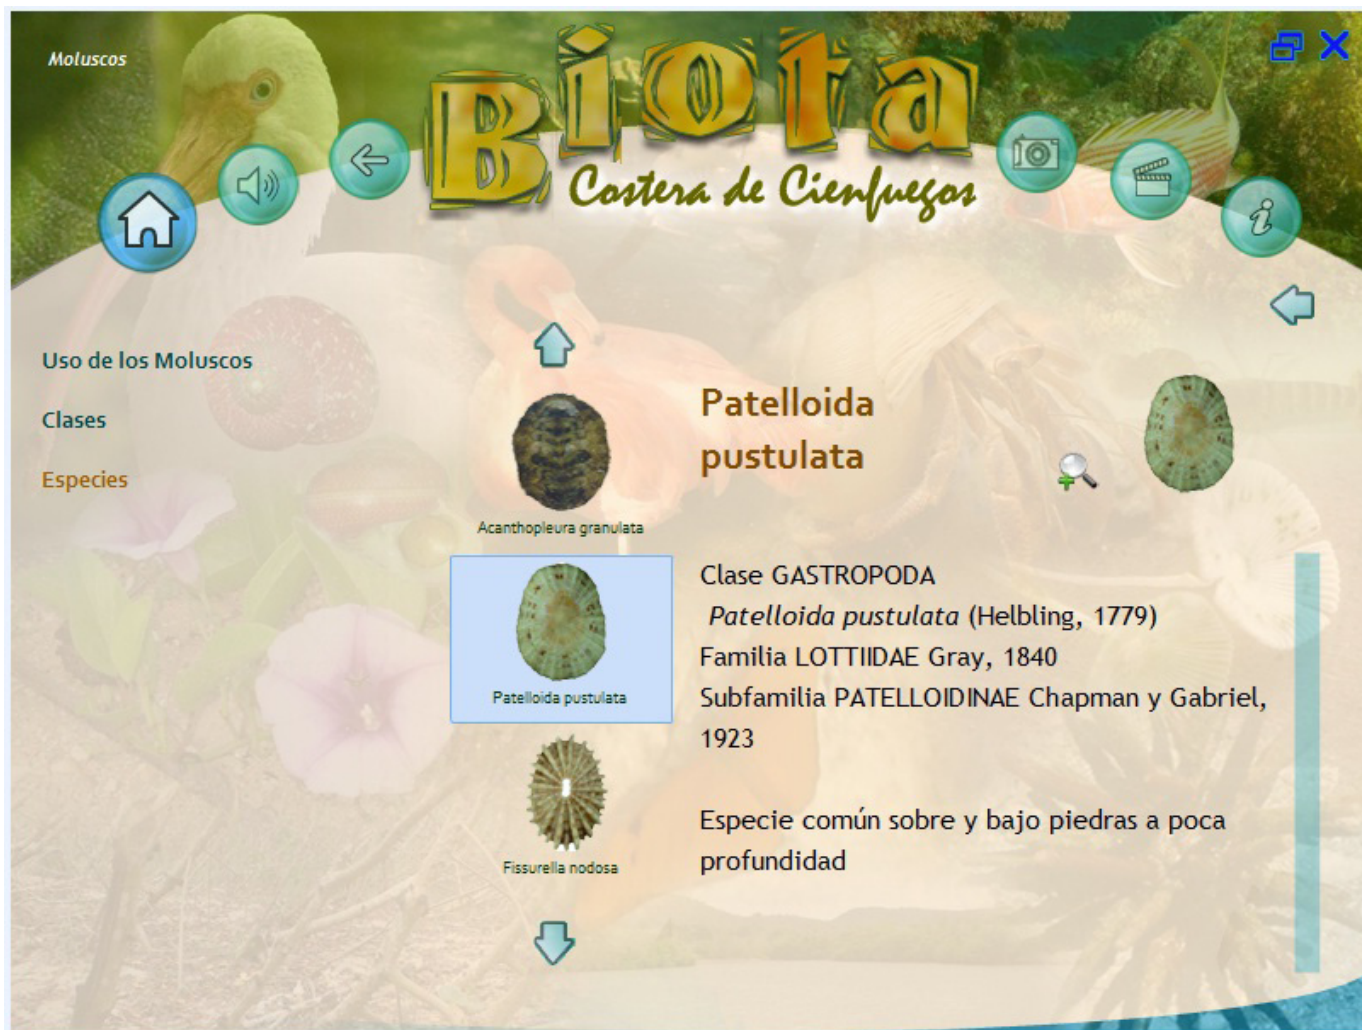 Moluscos
Biota
Costera de Cienfuegos
Uso de los Moluscos
Clases
Especies
Acanthopleura granulata
Patelloida pustulata
Fissurella nodosa
Patelloida
pustulata
Clase GASTROPODA
Patelloida pustulata (Helbling, 1779)
Familia LOTTIIDAE Gray, 1840
Subfamilia PATELLOIDINAE Chapman y Gabriel,
1923
Especie común sobre y bajo piedras a poca
profundidad